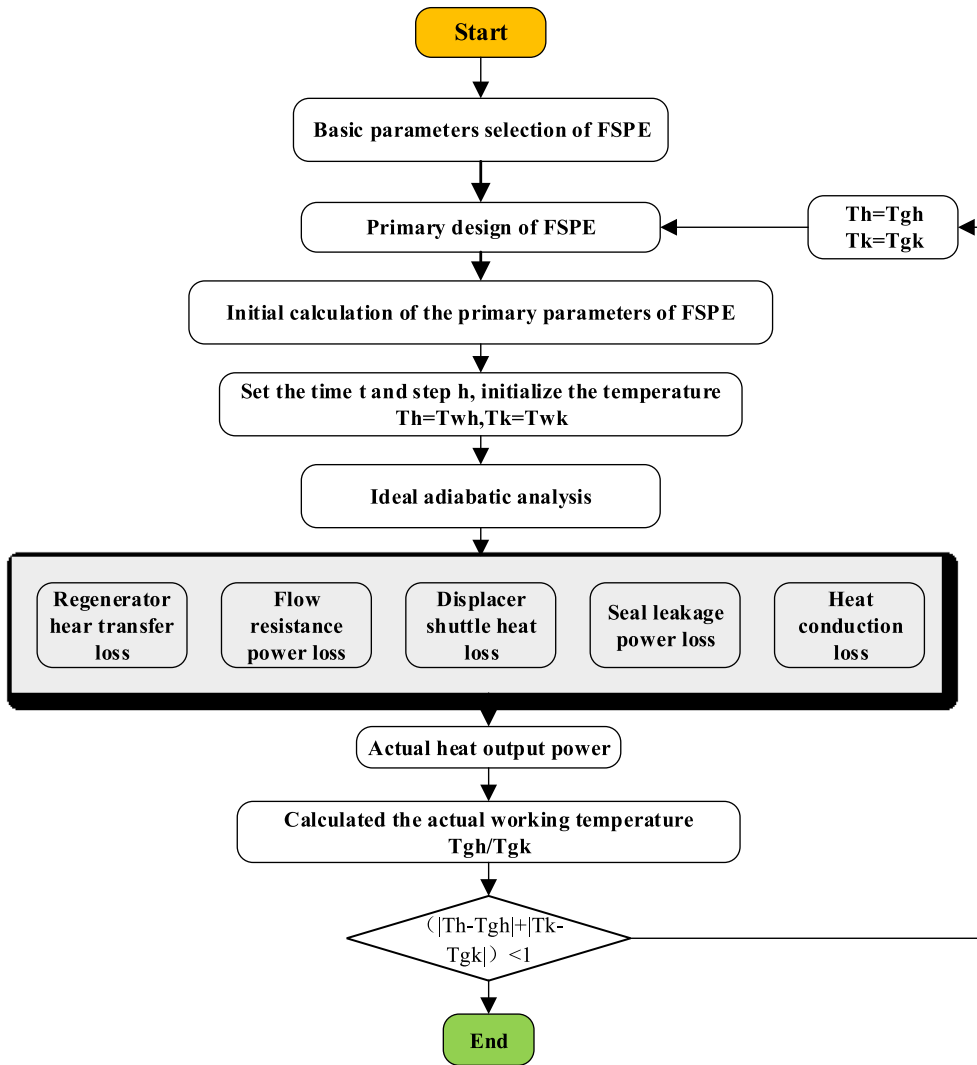 Start
Basic parameters selection of FSPE
Primary design of FSPE
Th=Tgh
Tk=Tgk
Initial calculation of the primary parameters of FSPE
Set the time t and step h, initialize the temperature
Th=Twh,Tk=Twk
Ideal adiabatic analysis
Regenerator
hear transfer
loss
Flow
resistance
power loss
Displacer
shuttle heat
loss
Seal leakage
power loss
Heat
conduction
loss
Actual heat output power
Calculated the actual working temperature
Tgh/Tgk
（|Th-Tgh|+|Tk-
Tgk|）<1
End